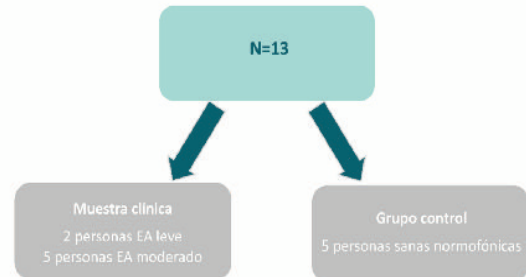 N=13
Muestra clínica
2 personas EA leve
5 personas EA moderado
Grupo control
5 personas sanas normofónicas